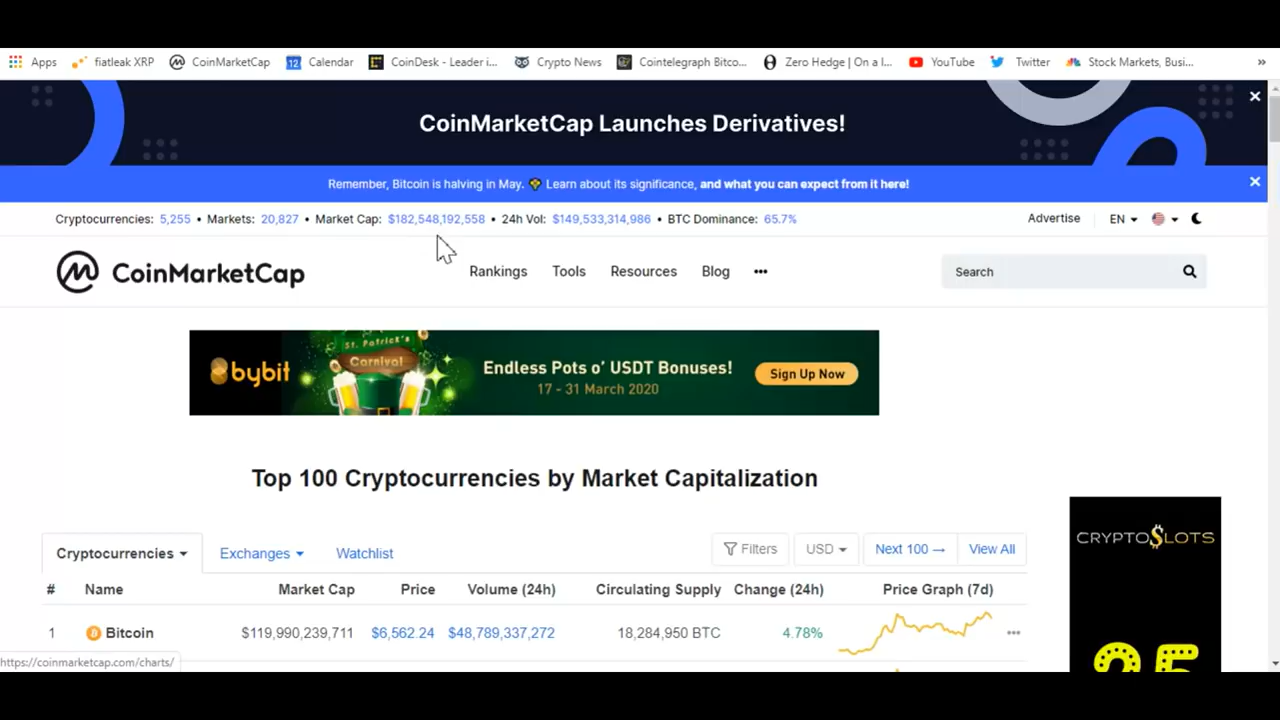 Apps fiatleak XRP CoinMarketCap 12 Calendar CoinDesk - Leader i... Crypto News Cointelegraph Bitco... Zero Hedge | On a l... YouTube Twitter Stock Markets, Busi... »
CoinMarketCap Launches Derivatives!
Remember, Bitcoin is halving in May. Learn about its significance, and what you can expect from it here!
Cryptocurrencies: 5,255 • Markets: 20,827 • Market Cap: $182,548,192,558 • 24h Vol: $149,533,314,986 • BTC Dominance: 65.7% Advertise EN
CoinMarketCap Rankings Tools Resources Blog ••• Search
St. Patrick's
Carnival
bybit Endless Pots o' USDT Bonuses! Sign Up Now
17 - 31 March 2020
Top 100 Cryptocurrencies by Market Capitalization
CRYPTO$LOTS
Cryptocurrencies Exchanges Watchlist Filters USD Next 100 → View All
# Name Market Cap Price Volume (24h) Circulating Supply Change (24h) Price Graph (7d)
1 Bitcoin $119,990,239,711 $6,562.24 $48,789,337,272 18,284,950 BTC 4.78% •••
https://coinmarketcap.com/charts/